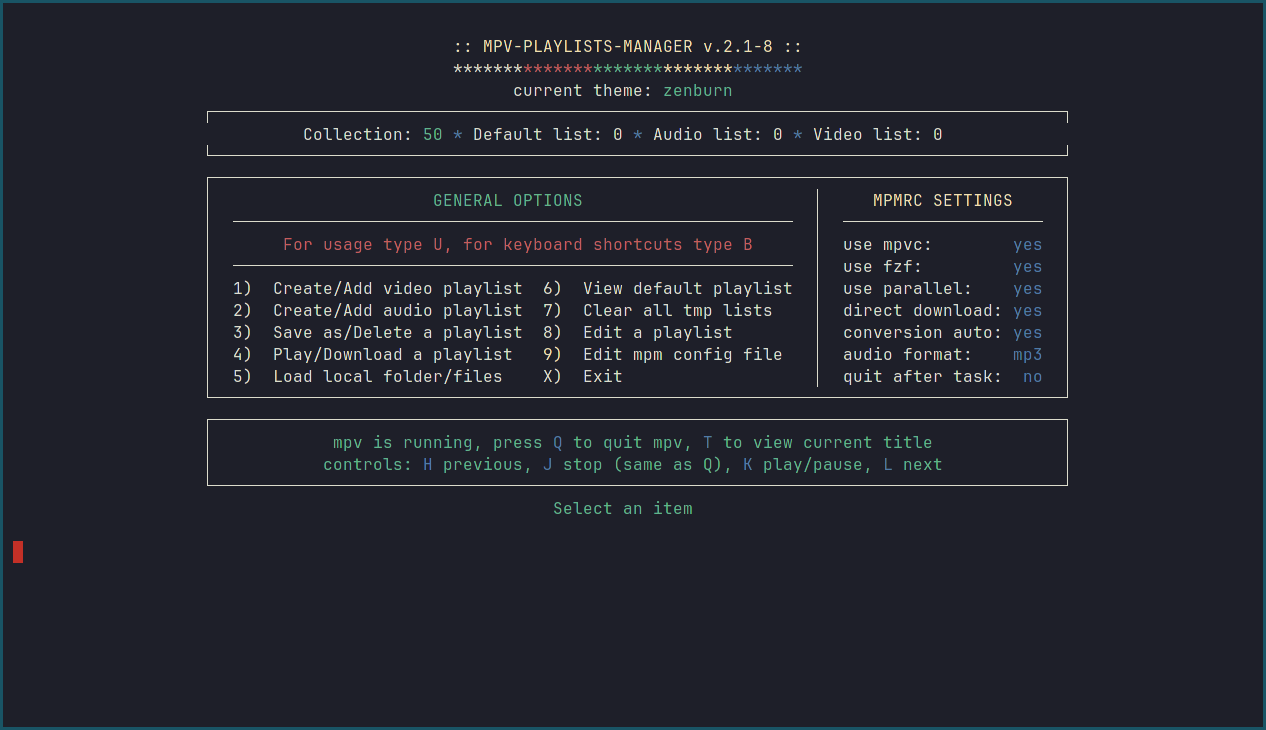 :: MPV-PLAYLISTS-MANAGER v.2.1-8 ::
***********************************
current theme: zenburn
Collection: 50 * Default list: 0 * Audio list: 0 * Video list: 0
GENERAL OPTIONS
For usage type U, for keyboard shortcuts type B
1) Create/Add video playlist 6) View default playlist
2) Create/Add audio playlist 7) Clear all tmp lists
3) Save as/Delete a playlist 8) Edit a playlist
4) Play/Download a playlist 9) Edit mpm config file
5) Load local folder/files X) Exit
MPMRC SETTINGS
use mpvc: yes
use fzf: yes
use parallel: yes
direct download: yes
conversion auto: yes
audio format: mp3
quit after task: no
mpv is running, press Q to quit mpv, T to view current title
controls: H previous, J stop (same as Q), K play/pause, L next
Select an item